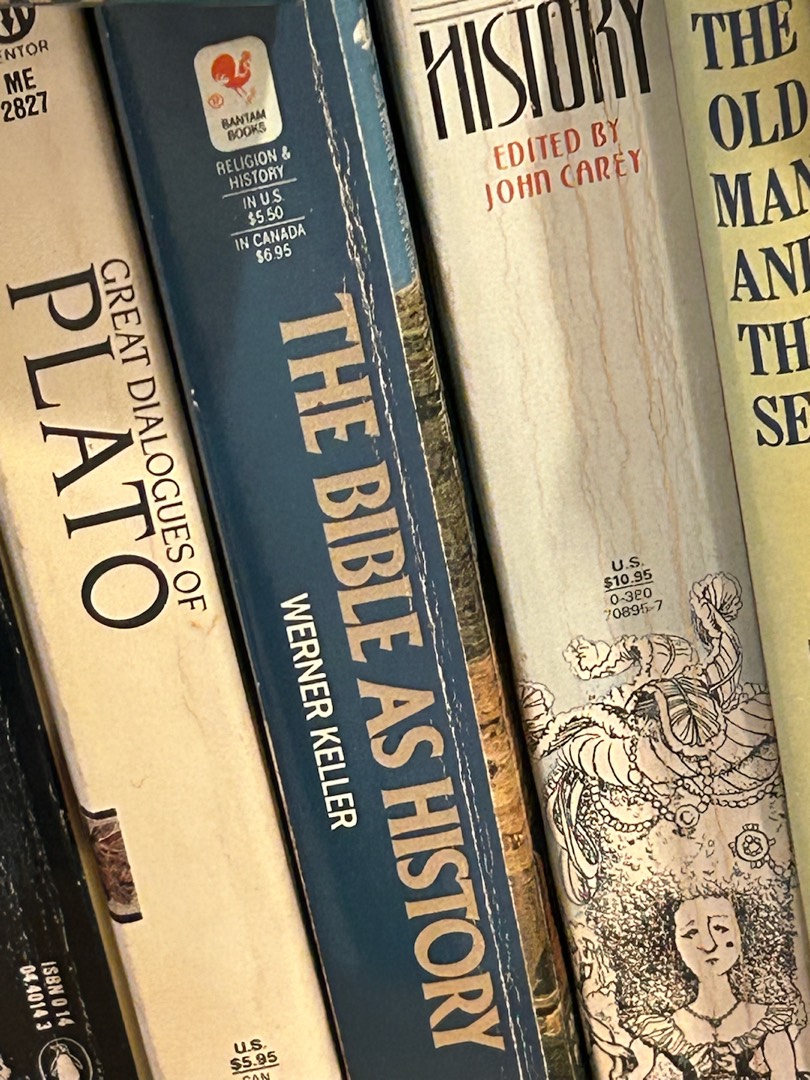 ENTOR
ME
2827
GREAT DIALOGUES OF
PLATO
U.S.
$5.95
CAN
ISBN 0 14
04.4014 3
BANTAM
BOOKS
RELIGION &
HISTORY
IN U.S.
$5.50
IN CANADA
$6.95
THE BIBLE AS HISTORY
WERNER KELLER
HISTORY
EDITED BY
JOHN CAREY
U.S.
$10.95
0-380
70895-7
THE
OLD
MAN
AND
TH
SE